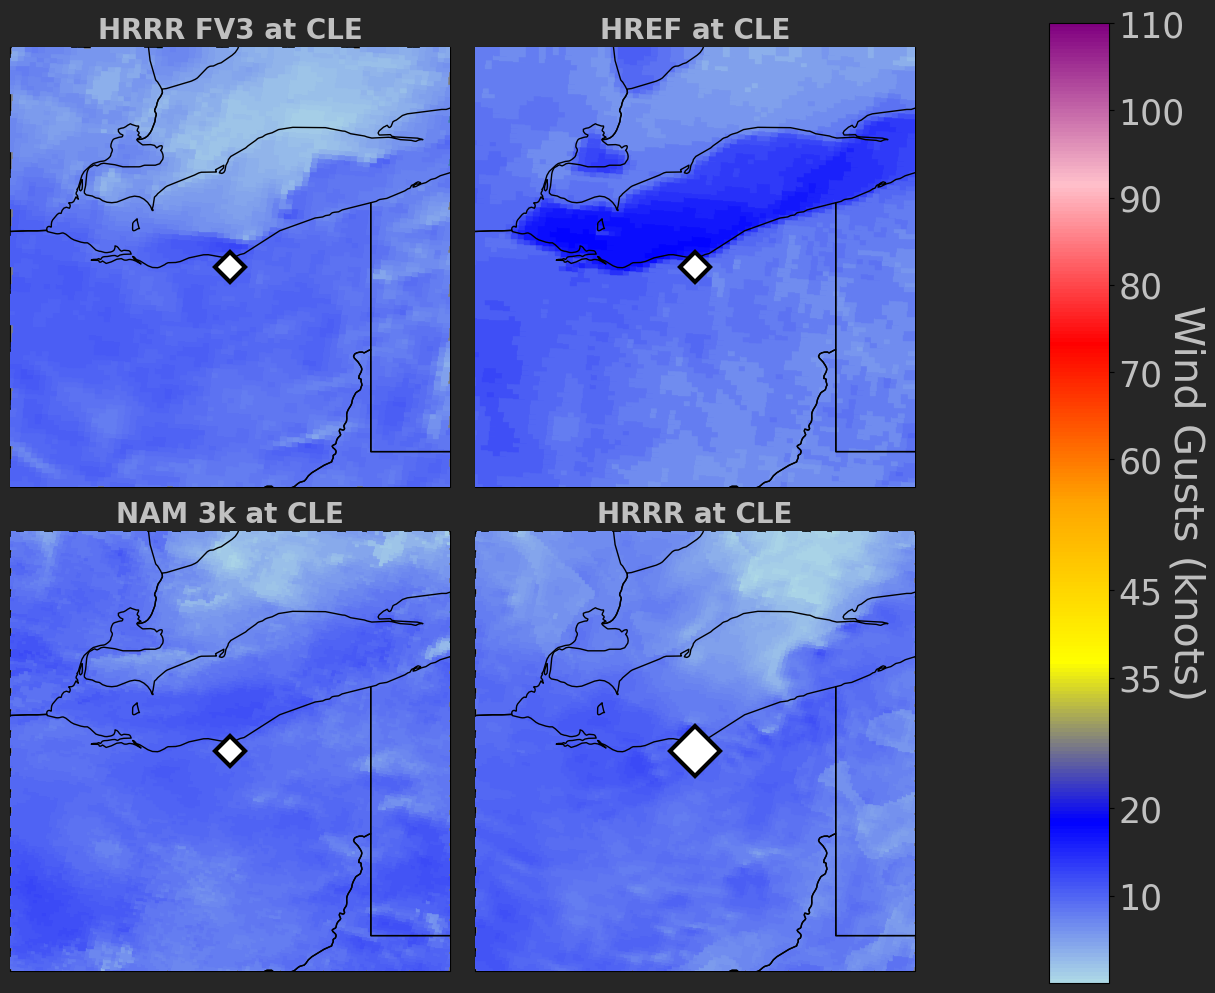 HRRR FV3 at CLE
HREF at CLE
NAM 3k at CLE
HRRR at CLE
110
100
90
80
70
60
45
35
20
10
Wind Gusts (knots)